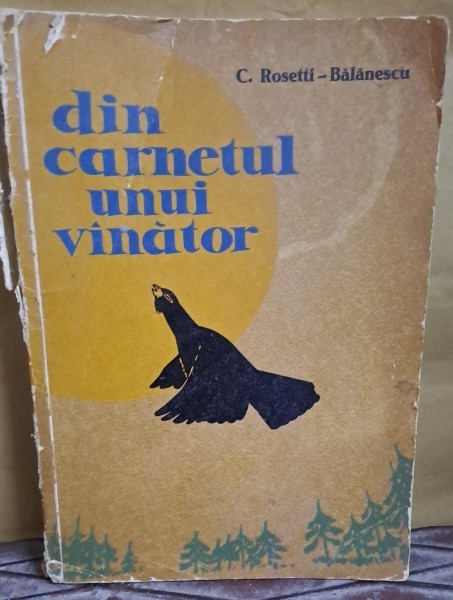 C. Rosetti - Bălănescu
din
carnetul
unui
vînător